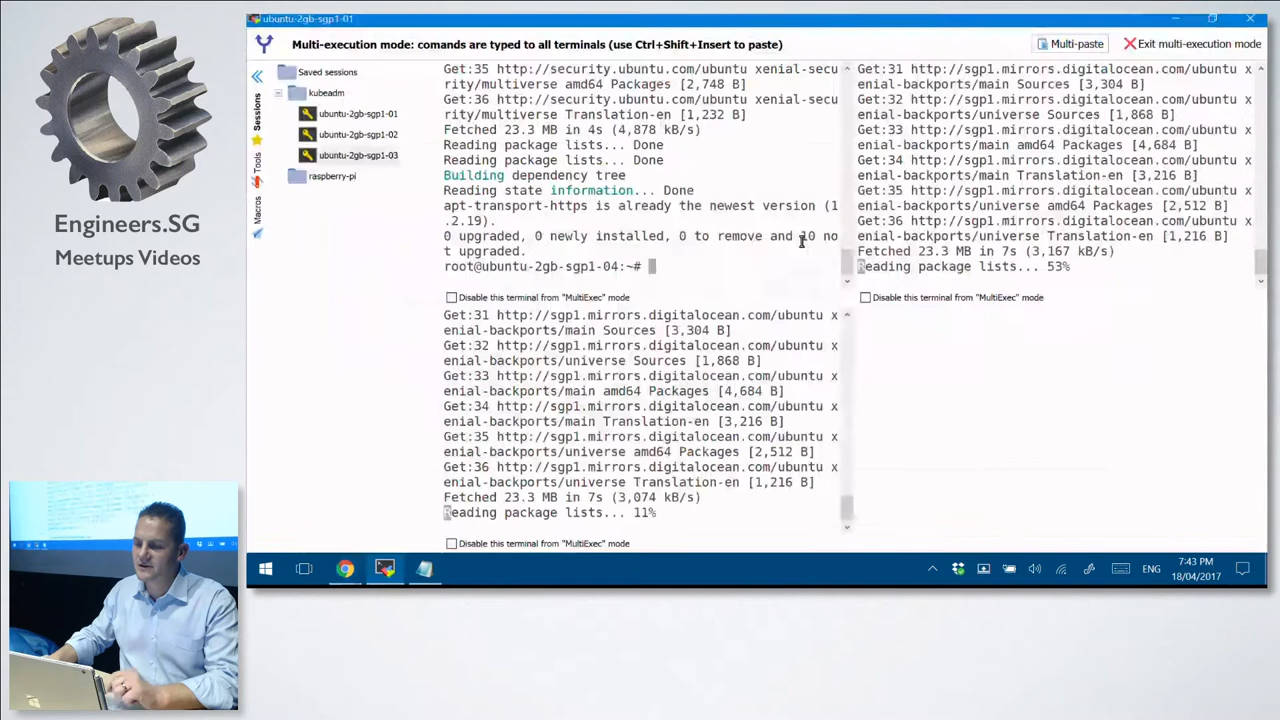 ubuntu-2gb-sgp1-01
Multi-execution mode: comands are typed to all terminals (use Ctrl+Shift+Insert to paste)
Multi-paste
Exit multi-execution mode
Sessions
Tools
Macros
Saved sessions
kubeadm
ubuntu-2gb-sgp1-01
ubuntu-2gb-sgp1-02
ubuntu-2gb-sgp1-03
raspberry-pi
Get:35 http://security.ubuntu.com/ubuntu xenial-secu
rity/multiverse amd64 Packages [2,748 B]
Get:36 http://security.ubuntu.com/ubuntu xenial-secu
rity/multiverse Translation-en [1,232 B]
Fetched 23.3 MB in 4s (4,878 kB/s)
Reading package lists... Done
Reading package lists... Done
Building dependency tree
Reading state information... Done
apt-transport-https is already the newest version (1
.2.19).
0 upgraded, 0 newly installed, 0 to remove and 10 no
t upgraded.
root@ubuntu-2gb-sgp1-04:~#
Disable this terminal from "MultiExec" mode
Get:31 http://sgp1.mirrors.digitalocean.com/ubuntu x
enial-backports/main Sources [3,304 B]
Get:32 http://sgp1.mirrors.digitalocean.com/ubuntu x
enial-backports/universe Sources [1,868 B]
Get:33 http://sgp1.mirrors.digitalocean.com/ubuntu x
enial-backports/main amd64 Packages [4,684 B]
Get:34 http://sgp1.mirrors.digitalocean.com/ubuntu x
enial-backports/main Translation-en [3,216 B]
Get:35 http://sgp1.mirrors.digitalocean.com/ubuntu x
enial-backports/universe amd64 Packages [2,512 B]
Get:36 http://sgp1.mirrors.digitalocean.com/ubuntu x
enial-backports/universe Translation-en [1,216 B]
Fetched 23.3 MB in 7s (3,167 kB/s)
Reading package lists... 53%
Disable this terminal from "MultiExec" mode
Get:31 http://sgp1.mirrors.digitalocean.com/ubuntu x
enial-backports/main Sources [3,304 B]
Get:32 http://sgp1.mirrors.digitalocean.com/ubuntu x
enial-backports/universe Sources [1,868 B]
Get:33 http://sgp1.mirrors.digitalocean.com/ubuntu x
enial-backports/main amd64 Packages [4,684 B]
Get:34 http://sgp1.mirrors.digitalocean.com/ubuntu x
enial-backports/main Translation-en [3,216 B]
Get:35 http://sgp1.mirrors.digitalocean.com/ubuntu x
enial-backports/universe amd64 Packages [2,512 B]
Get:36 http://sgp1.mirrors.digitalocean.com/ubuntu x
enial-backports/universe Translation-en [1,216 B]
Fetched 23.3 MB in 7s (3,074 kB/s)
Reading package lists... 11%
Disable this terminal from "MultiExec" mode
ENG
7:43 PM
18/04/2017
Engineers.SG
Meetups Videos